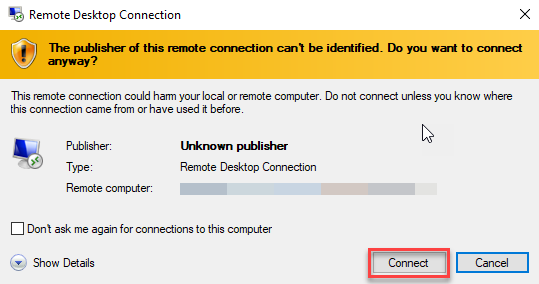 Remote Desktop Connection
The publisher of this remote connection can't be identified. Do you want to connect
anyway?
This remote connection could harm your local or remote computer. Do not connect unless you know where
this connection came from or have used it before.
Publisher: Unknown publisher
Type: Remote Desktop Connection
Remote computer:
Don't ask me again for connections to this computer
Show Details Connect Cancel